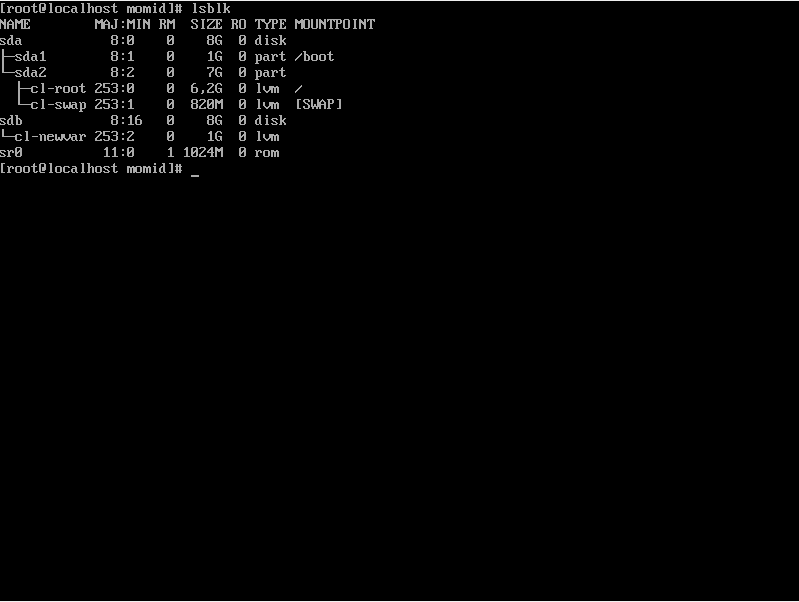 [root@localhost momid]# lsblk
NAME        MAJ:MIN RM  SIZE RO TYPE MOUNTPOINT
sda           8:0    0    8G  0 disk
├─sda1        8:1    0    1G  0 part /boot
└─sda2        8:2    0    7G  0 part
  ├─cl-root 253:0    0  6,2G  0 lvm  /
  └─cl-swap 253:1    0  820M  0 lvm  [SWAP]
sdb           8:16   0    8G  0 disk
└─cl-newvar 253:2    0    1G  0 lvm
sr0          11:0    1 1024M  0 rom
[root@localhost momid]# _